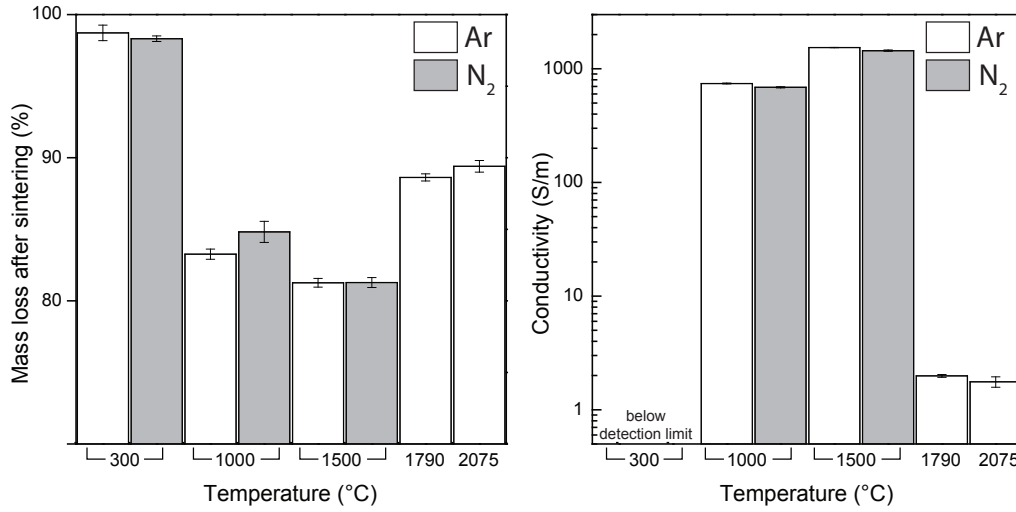 100
90
80
Mass loss after sintering (%)
Ar
N₂
300
1000
1500
1790
2075
Temperature (°C)
1000
100
10
1
Conductivity (S/m)
Ar
N₂
below
detection limit
300
1000
1500
1790
2075
Temperature (°C)